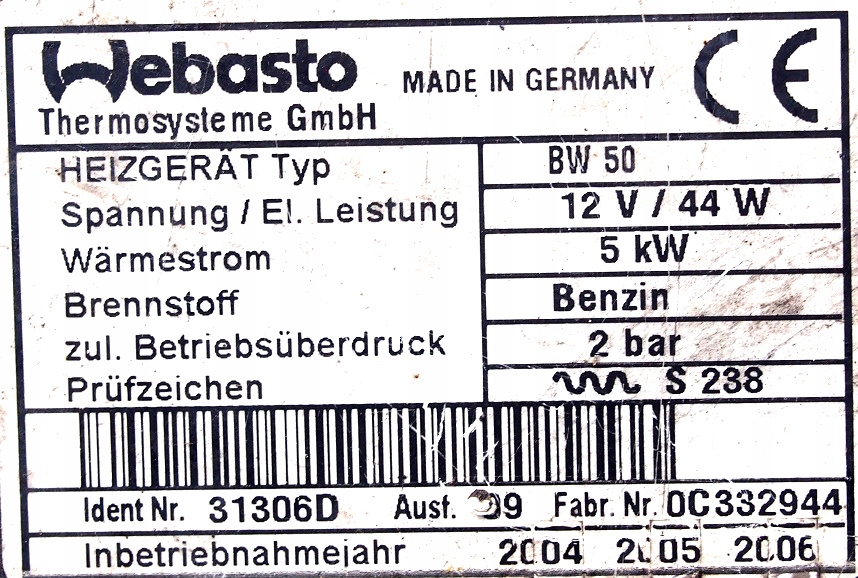 Webasto MADE IN GERMANY CE
Thermosysteme GmbH
HEIZGERÄT Typ BW 50
Spannung / El. Leistung 12 V / 44 W
Wärmestrom 5 kW
Brennstoff Benzin
zul. Betriebsüberdruck 2 bar
Prüfzeichen S 238
Ident Nr. 31306D Ausf. Fabr. Nr. 0C332944
Inbetriebnahmejahr 2004 2005 2006